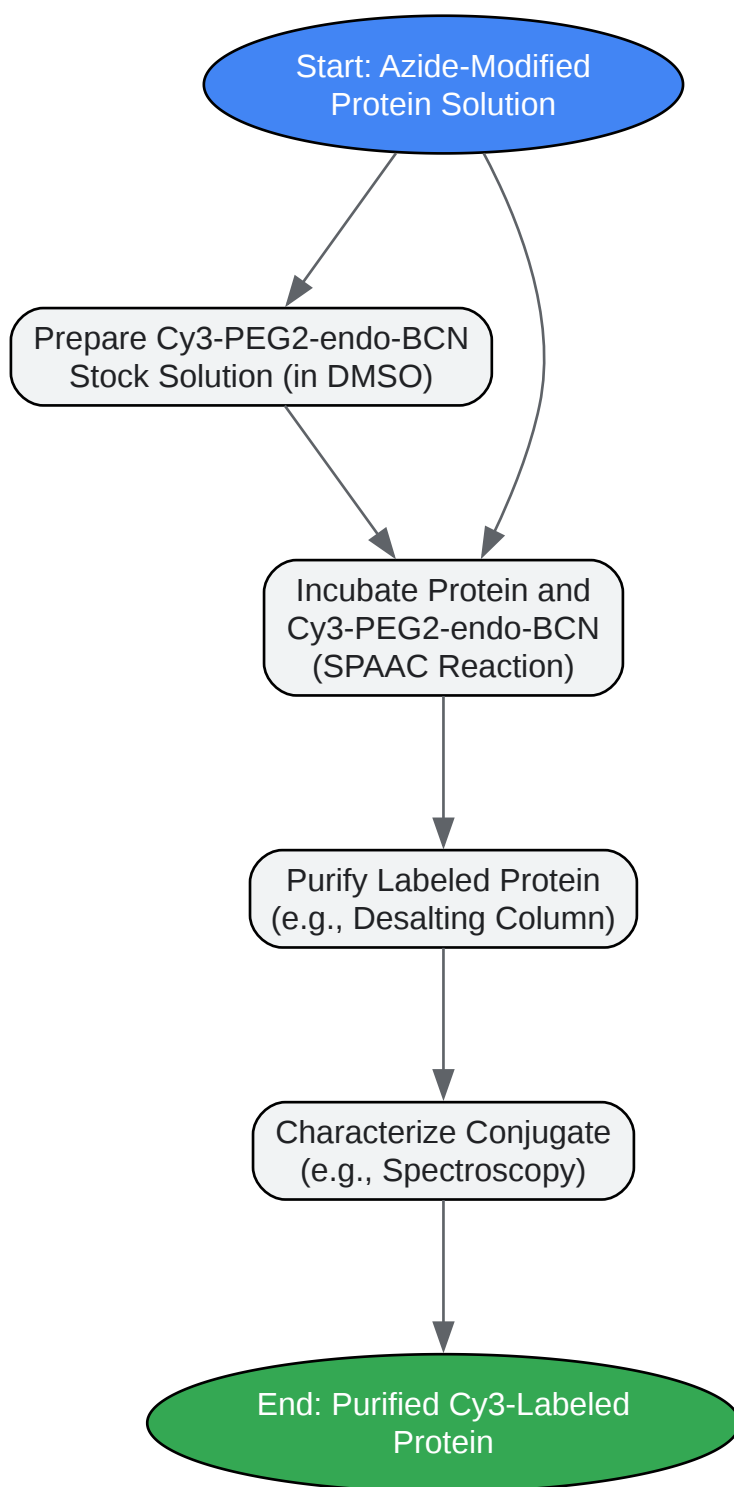 Start: Azide-Modified
Protein Solution
Prepare Cy3-PEG2-endo-BCN
Stock Solution (in DMSO)
Incubate Protein and
Cy3-PEG2-endo-BCN
(SPAAC Reaction)
Purify Labeled Protein
(e.g., Desalting Column)
Characterize Conjugate
(e.g., Spectroscopy)
End: Purified Cy3-Labeled
Protein